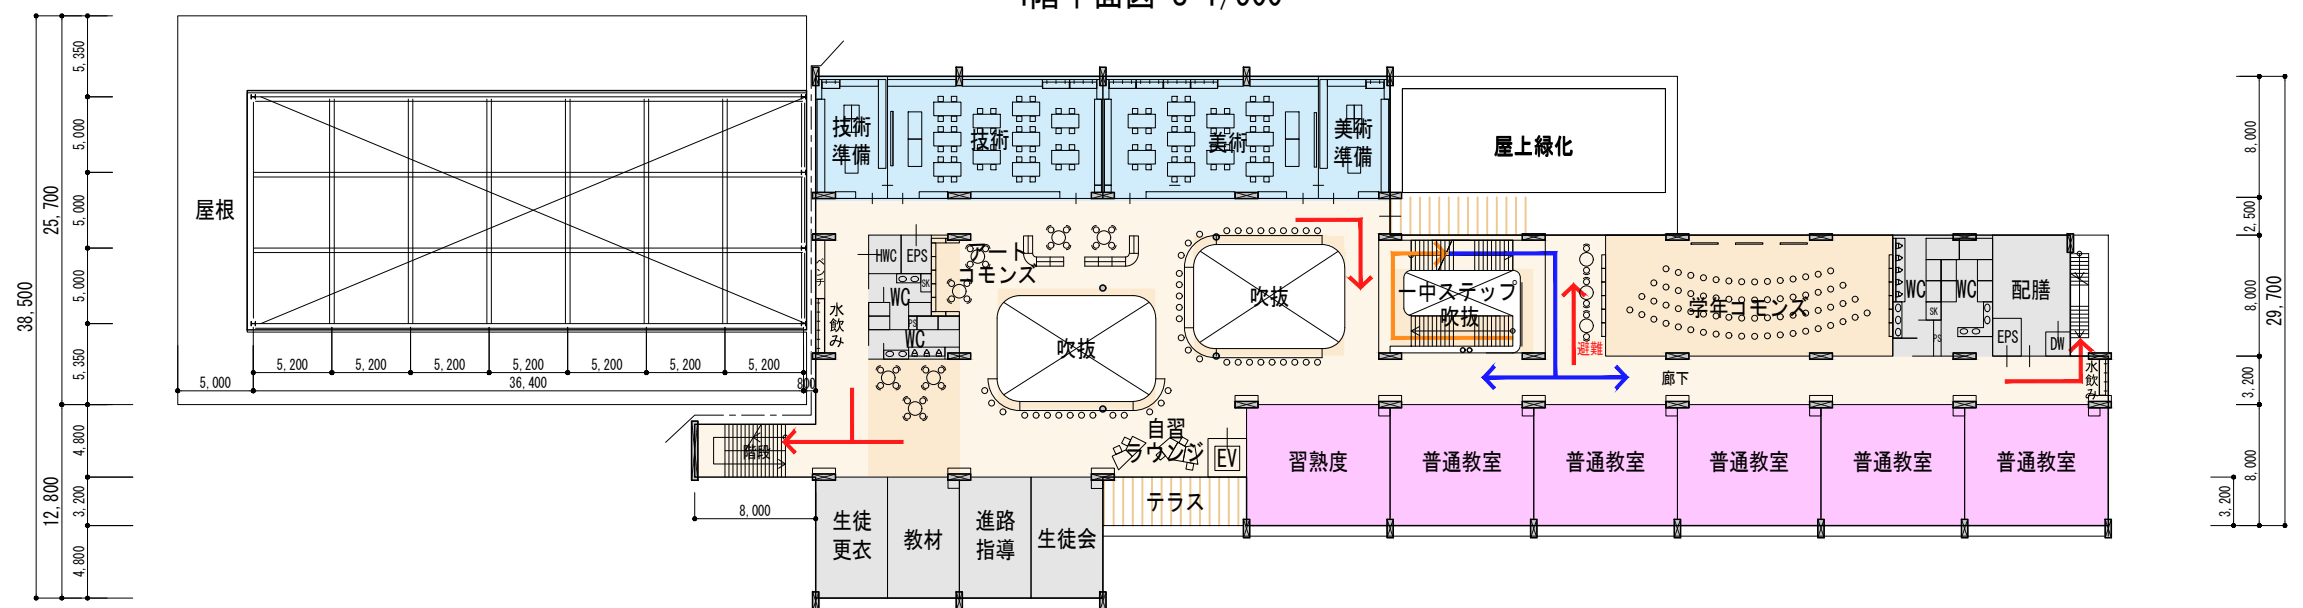 5,350
5,000
5,000
5,000
5,350
4,800
3,200
4,800
25,700
12,800
38,500
屋根
5,200
5,200
5,200
5,200
5,200
5,200
5,200
5,000
36,400
800
8,000
技術
準備
技術
美術
美術
準備
屋上緑化
ベンチ
水飲み
HWC
EPS
SK
WC
PS
WC
アート
コモンズ
吹抜
吹抜
一中ステップ
吹抜
避難
学年コモンズ
WC
WC
SK
PS
配膳
EPS
DW
水飲み
廊下
階段
自習
ラウンジ
EV
テラス
生徒
更衣
教材
進路
指導
生徒会
習熟度
普通教室
普通教室
普通教室
普通教室
普通教室
8,000
2,500
8,000
3,200
8,000
3,200
29,700